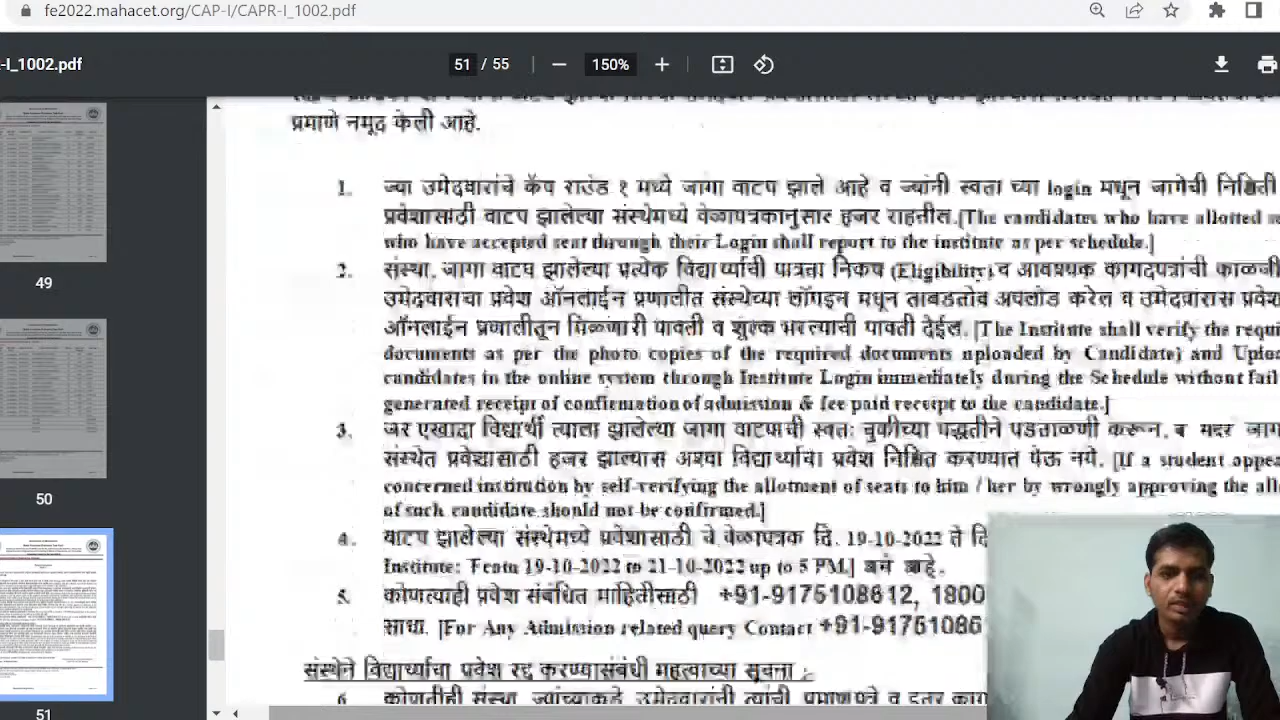 fe2022.mahacet.org/CAP-I/CAPR-I_1002.pdf
-I_1002.pdf
51 / 55
150%
प्रमाणे नमूद केली आहे.
1. ज्या उमेदवारांचे कॅप राउंड १ मध्ये जागा वाटप झाले आहे व ज्यांनी स्वता च्या login मधून जागेची निश्चिती
प्रवेशासाठी वाटप झालेल्या संस्थेमध्ये वेळापत्रकानुसार हजर राहतील.[The candidates who have allotted
who have accepted seat through their Login shall report to the institute as per schedule.]
2. संस्था, जागा वाटप झालेल्या प्रत्येक विद्यार्थ्याची पात्रता निकष (Eligibility) व आवश्यक कागदपत्रांची काळजी
उमेदवाराचा प्रवेश ऑनलाईन प्रणालीत संस्थेच्या लॉगइन मधून ताबडतोब अपलोड करेल व उमेदवारास
ऑनलाईन प्रणालीतून मिळणारी पावती व शुल्क भरल्याची पावती देईल. [The Institute shall verify the
documents as per the photo copies of the required documents uploaded by Candidate) and
candidates in the online system through Institute Login immediately during the Schedule without fail
generated receipt of confirmation of admission & fee paid receipt to the candidate.]
3. जर एखादा विद्यार्थी त्याला झालेल्या जागा वाटपाची स्वतः चुकीच्या पद्धतीने पडताळणी करून, व सदर
संस्थेत प्रवेशासाठी हजर झाल्यास अश्या विद्यार्थ्याचा प्रवेश निश्चित करण्यात येऊ नये. [If a student
concerned institution by self-verifying the allotment of seats to him / her by wrongly approving the
of such candidate should not be confirmed.]
4. वाटप झालेल्या संस्थेमध्ये प्रवेशासाठी चे वेळापत्रक दि. 19-10-2022 ते
Institute: From 19-10-2022 to 21-10-2022 up to 5 PM.] आहे.
5. कोणत्याही प्रवेश संबंधित माहितीसाठी +91-9175108612, 1800
साधा. [For Any Admission related query Contact +91-91751086
संस्थेने विद्यार्थ्यांचा प्रवेश रद्द करण्यासंबंधी महत्वाच्या सूचना :-
6. कोणतीही संस्था ज्यांच्याकडे उमेदवारांनी त्यांची प्रमाणपत्रे व इतर
49
50
51